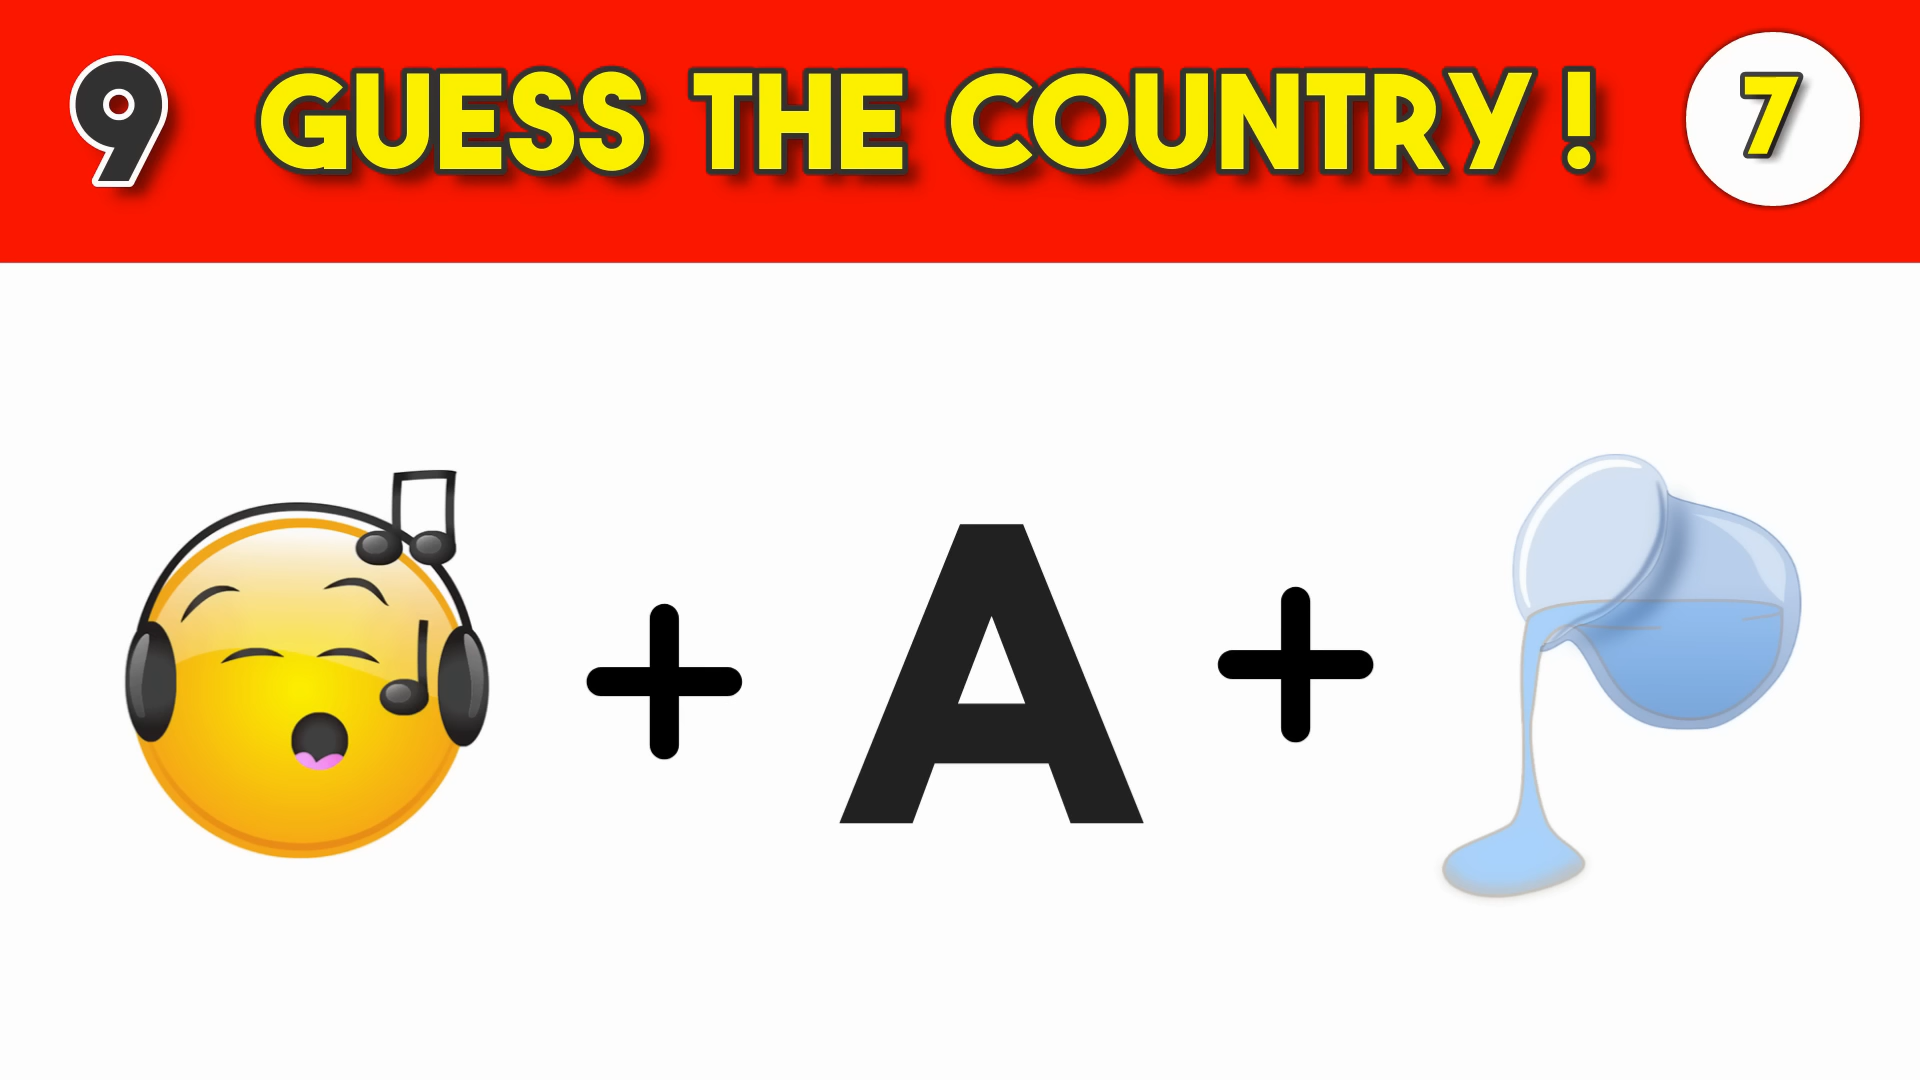 9 GUESS THE COUNTRY! 7
+ A +